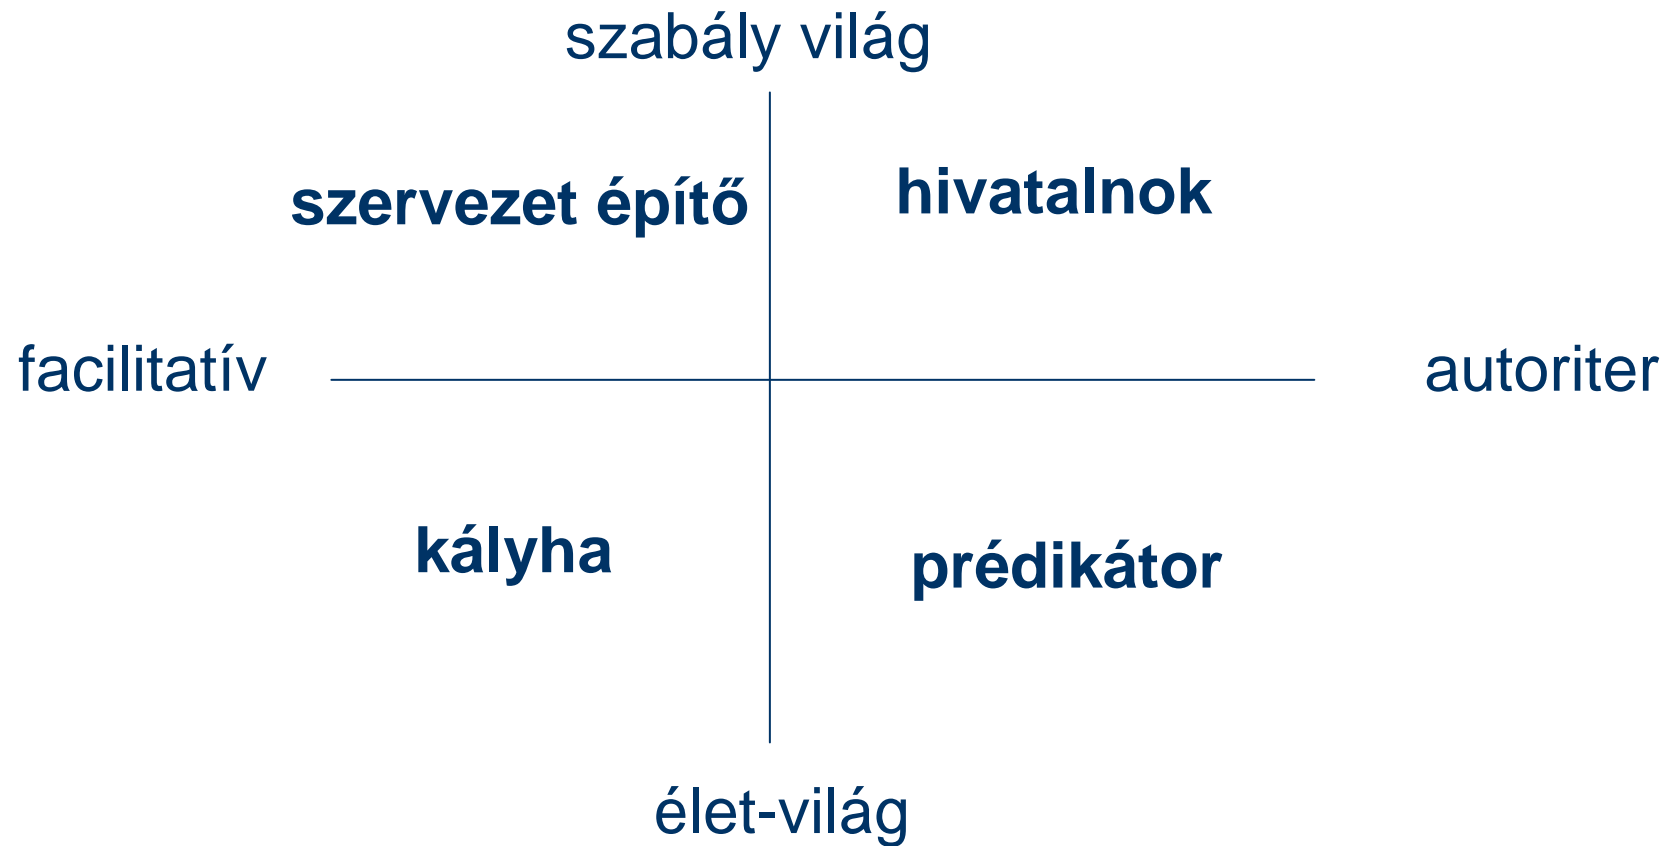 szabály világ
szervezet építő
hivatalnok
facilitatív
autoriter
kályha
prédikátor
élet-világ